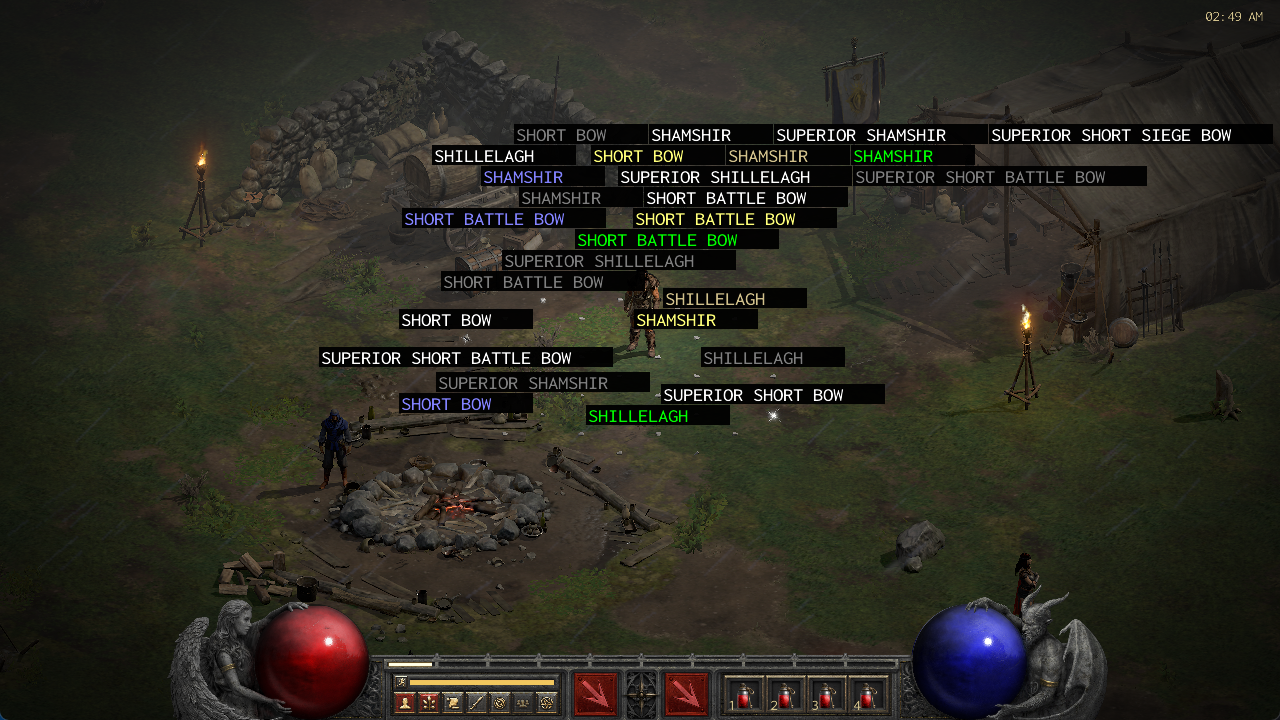 02:49 AM
SHORT BOW SHAMSHIR SUPERIOR SHAMSHIR SUPERIOR SHORT SIEGE BOW
SHILLELAGH SHORT BOW SHAMSHIR SHAMSHIR
SHAMSHIR SUPERIOR SHILLELAGH SUPERIOR SHORT BATTLE BOW
SHAMSHIR SHORT BATTLE BOW
SHORT BATTLE BOW SHORT BATTLE BOW
SHORT BATTLE BOW
SUPERIOR SHILLELAGH
SHORT BATTLE BOW
SHILLELAGH
SHORT BOW SHAMSHIR
SUPERIOR SHORT BATTLE BOW SHILLELAGH
SUPERIOR SHAMSHIR
SUPERIOR SHORT BOW
SHORT BOW
SHILLELAGH
1 2 3 4